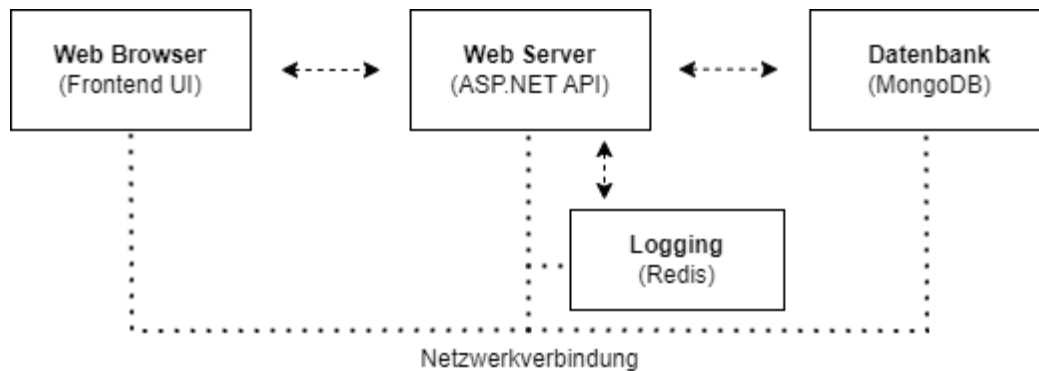 Web Browser
(Frontend UI)
Web Server
(ASP.NET API)
Datenbank
(MongoDB)
Logging
(Redis)
Netzwerkverbindung